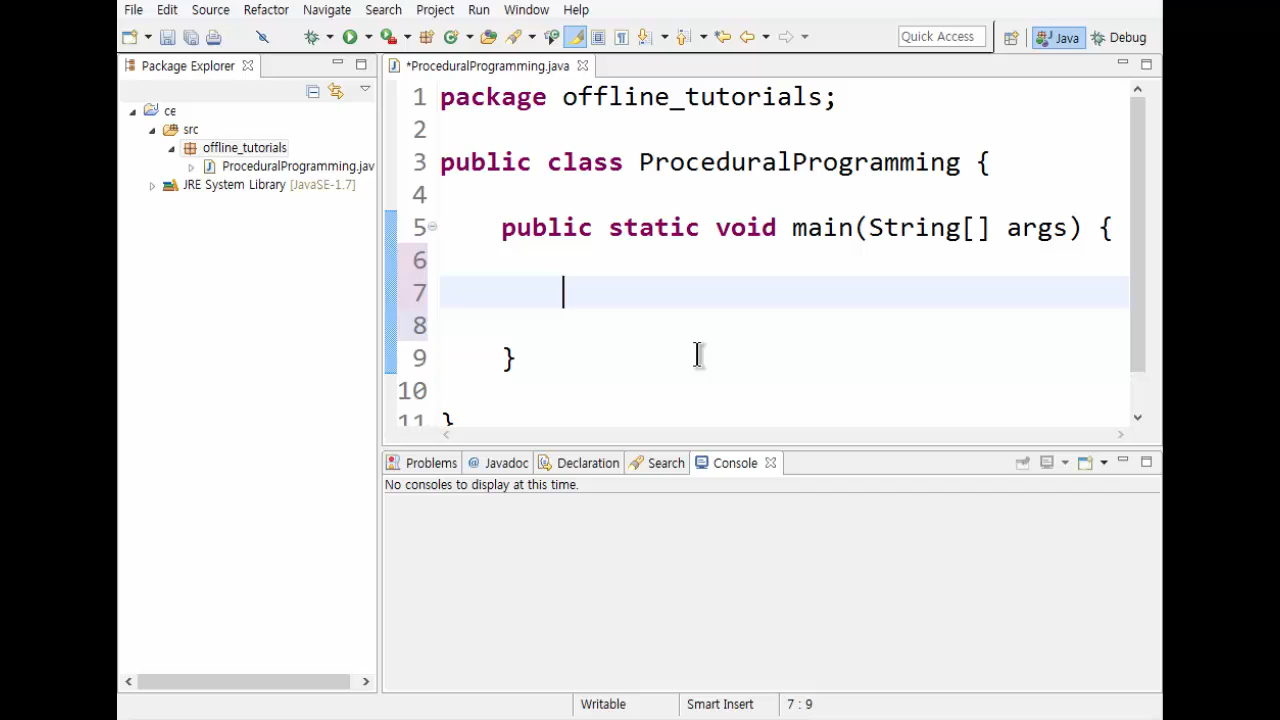 File Edit Source Refactor Navigate Search Project Run Window Help
Quick Access Java Debug
Package Explorer
*ProceduralProgramming.java
ce
src
offline_tutorials
ProceduralProgramming.jav
JRE System Library [JavaSE-1.7]
1 package offline_tutorials;
2
3 public class ProceduralProgramming {
4
5 public static void main(String[] args) {
6
7
8
9 }
10
11 }
Problems @ Javadoc Declaration Search Console
No consoles to display at this time.
Writable Smart Insert 7 : 9